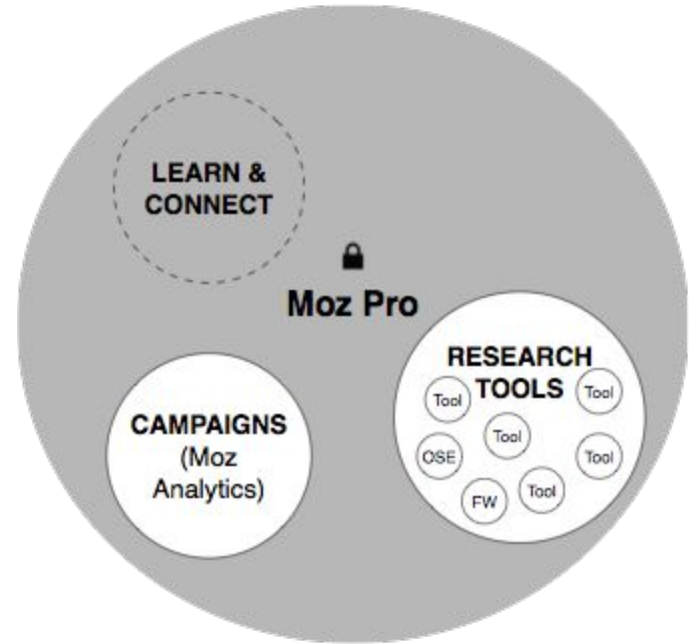 LEARN &
CONNECT
Moz Pro
RESEARCH
TOOLS
Tool
Tool
Tool
OSE
Tool
FW
Tool
CAMPAIGNS
(Moz
Analytics)